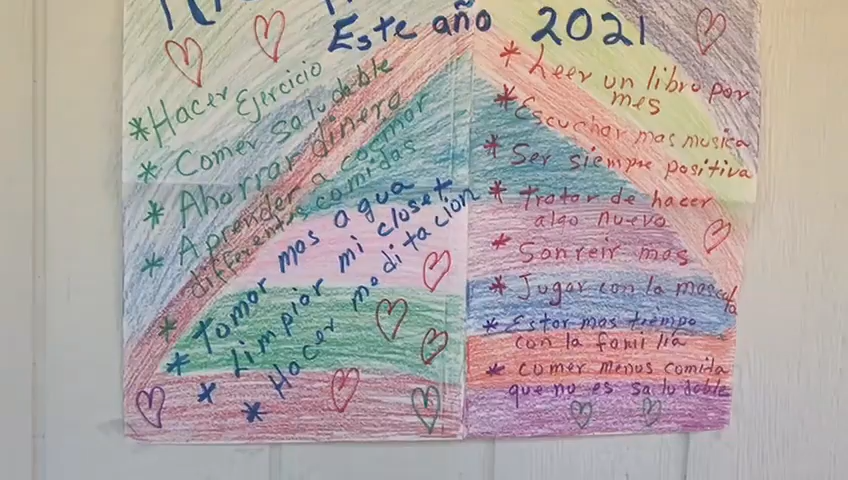 Este año 2021
* Hacer Ejercicio
* Comer saludable
* Ahorrar dinero
* Aprender a cocinar
diferentes comidas
* Tomar mas agua
* Limpiar mi closet
* Hacer meditacion
* Leer un libro por
mes
* Escuchar mas musica
* Ser siempre positiva
* tratar de hacer
algo nuevo
* Sonreir mas
* Jugar con la mascota
* Estar mas tiempo
con la familia
* comer menos comida
que no es saludable